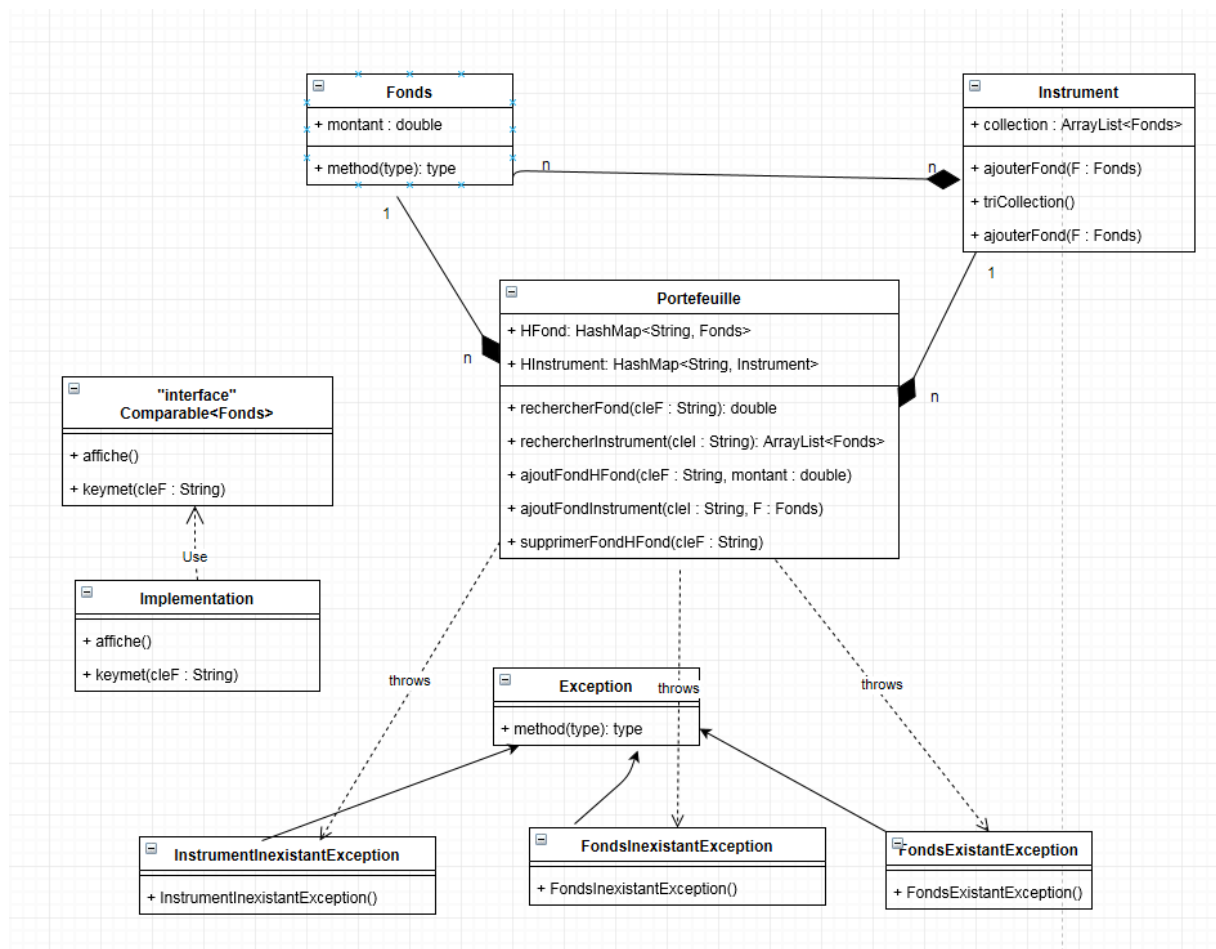 Fonds
+ montant : double
+ method(type): type
Instrument
+ collection : ArrayList<Fonds>
+ ajouterFond(F : Fonds)
+ triCollection()
+ ajouterFond(F : Fonds)
n
n
1
1
n
n
Portefeuille
+ HFond: HashMap<String, Fonds>
+ HInstrument: HashMap<String, Instrument>
+ rechercherFond(cleF : String): double
+ rechercherInstrument(cleI : String): ArrayList<Fonds>
+ ajoutFondHFond(cleF : String, montant : double)
+ ajoutFondInstrument(cleI : String, F : Fonds)
+ supprimerFondHFond(cleF : String)
"interface"
Comparable<Fonds>
+ affiche()
+ keymet(cleF : String)
Use
Implementation
+ affiche()
+ keymet(cleF : String)
throws
throws
throws
Exception
+ method(type): type
InstrumentInexistantException
+ InstrumentInexistantException()
FondsInexistantException
+ FondsInexistantException()
FondsExistantException
+ FondsExistantException()